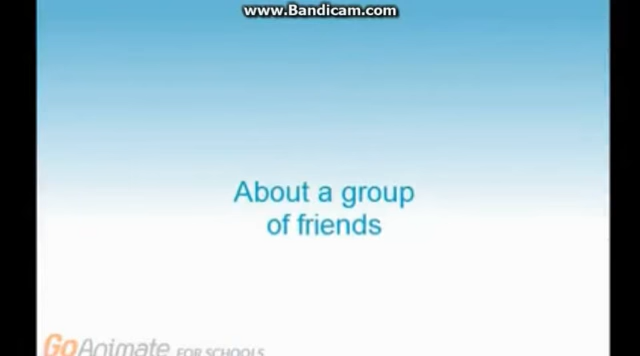 www.Bandicam.com
About a group
of friends
GoAnimate FOR SCHOOLS